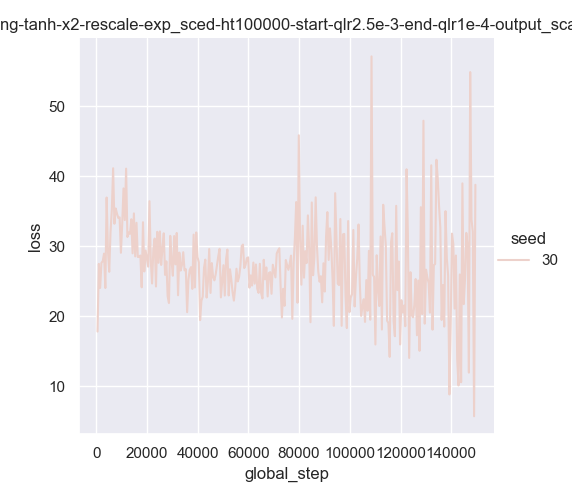 ng-tanh-x2-rescale-exp_sced-ht100000-start-qlr2.5e-3-end-qlr1e-4-output_sca
50
40
30
20
10
loss
seed
30
0 20000 40000 60000 80000 100000 120000 140000
global_step